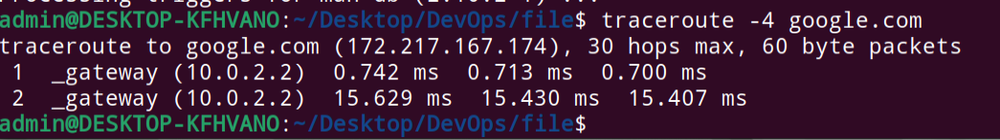 admin@DESKTOP-KFHVANO:~/Desktop/DevOps/file$ traceroute -4 google.com
traceroute to google.com (172.217.167.174), 30 hops max, 60 byte packets
 1  _gateway (10.0.2.2)  0.742 ms  0.713 ms  0.700 ms
 2  _gateway (10.0.2.2)  15.629 ms  15.430 ms  15.407 ms
admin@DESKTOP-KFHVANO:~/Desktop/DevOps/file$